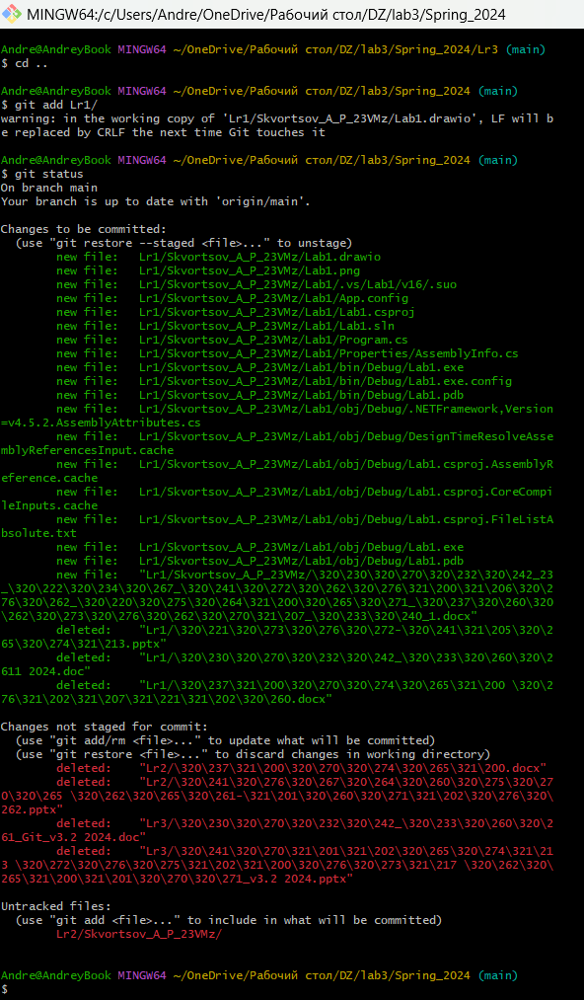 MINGW64:/c/Users/Andre/OneDrive/Рабочий стол/DZ/lab3/Spring_2024
Andre@AndreyBook MINGW64 ~/OneDrive/Рабочий стол/DZ/lab3/Spring_2024/Lr3 (main)
$ cd ..
Andre@AndreyBook MINGW64 ~/OneDrive/Рабочий стол/DZ/lab3/Spring_2024 (main)
$ git add Lr1/
warning: in the working copy of 'Lr1/Skvortsov_A_P_23VMz/Lab1.drawio', LF will b
e replaced by CRLF the next time Git touches it
Andre@AndreyBook MINGW64 ~/OneDrive/Рабочий стол/DZ/lab3/Spring_2024 (main)
$ git status
On branch main
Your branch is up to date with 'origin/main'.
Changes to be committed:
(use "git restore --staged <file>..." to unstage)
new file:   Lr1/Skvortsov_A_P_23VMz/Lab1.drawio
new file:   Lr1/Skvortsov_A_P_23VMz/Lab1.png
new file:   Lr1/Skvortsov_A_P_23VMz/Lab1/.vs/Lab1/v16/.suo
new file:   Lr1/Skvortsov_A_P_23VMz/Lab1/App.config
new file:   Lr1/Skvortsov_A_P_23VMz/Lab1/Lab1.csproj
new file:   Lr1/Skvortsov_A_P_23VMz/Lab1/Lab1.sln
new file:   Lr1/Skvortsov_A_P_23VMz/Lab1/Program.cs
new file:   Lr1/Skvortsov_A_P_23VMz/Lab1/Properties/AssemblyInfo.cs
new file:   Lr1/Skvortsov_A_P_23VMz/Lab1/bin/Debug/Lab1.exe
new file:   Lr1/Skvortsov_A_P_23VMz/Lab1/bin/Debug/Lab1.exe.config
new file:   Lr1/Skvortsov_A_P_23VMz/Lab1/bin/Debug/Lab1.pdb
new file:   Lr1/Skvortsov_A_P_23VMz/Lab1/obj/Debug/.NETFramework,Version
=v4.5.2.AssemblyAttributes.cs
new file:   Lr1/Skvortsov_A_P_23VMz/Lab1/obj/Debug/DesignTimeResolveAsse
mblyReferencesInput.cache
new file:   Lr1/Skvortsov_A_P_23VMz/Lab1/obj/Debug/Lab1.csproj.AssemblyR
eference.cache
new file:   Lr1/Skvortsov_A_P_23VMz/Lab1/obj/Debug/Lab1.csproj.CoreCompi
leInputs.cache
new file:   Lr1/Skvortsov_A_P_23VMz/Lab1/obj/Debug/Lab1.csproj.FileListA
bsolute.txt
new file:   Lr1/Skvortsov_A_P_23VMz/Lab1/obj/Debug/Lab1.exe
new file:   Lr1/Skvortsov_A_P_23VMz/Lab1/obj/Debug/Lab1.pdb
new file:   "Lr1/Skvortsov_A_P_23VMz/\320\230\320\270\320\232\320\242_23
_\320\222\320\234\320\267_\320\241\320\272\320\262\320\276\321\200\321\206\320\2
76\320\262_\320\220\320\275\320\264\321\200\320\265\320\271_\320\237\320\260\320
\262\320\273\320\276\320\262\320\270\321\207_\320\233\320\240_1.docx"
deleted:    "Lr1/\320\221\320\273\320\276\320\272-\320\241\321\205\320\2
65\320\274\321\213.pptx"
deleted:    "Lr1/\320\230\320\270\320\232\320\242_\320\233\320\260\320\2
611 2024.doc"
deleted:    "Lr1/\320\237\321\200\320\270\320\274\320\265\321\200 \320\2
76\321\202\321\207\321\221\321\202\320\260.docx"
Changes not staged for commit:
(use "git add/rm <file>..." to update what will be committed)
(use "git restore <file>..." to discard changes in working directory)
deleted:    "Lr2/\320\237\321\200\320\270\320\274\320\265\321\200.docx"
deleted:    "Lr2/\320\241\320\276\320\267\320\264\320\260\320\275\320\27
0\320\265 \320\262\320\265\320\261-\321\201\320\260\320\271\321\202\320\276\320\
262.pptx"
deleted:    "Lr3/\320\230\320\270\320\232\320\242_\320\233\320\260\320\2
61_Git_v3.2 2024.doc"
deleted:    "Lr3/\320\241\320\270\321\201\321\202\320\265\320\274\321\21
3 \320\272\320\276\320\275\321\202\321\200\320\276\320\273\321\217 \320\262\320\
265\321\200\321\201\320\270\320\271_v3.2 2024.pptx"
Untracked files:
(use "git add <file>..." to include in what will be committed)
Lr2/Skvortsov_A_P_23VMz/
Andre@AndreyBook MINGW64 ~/OneDrive/Рабочий стол/DZ/lab3/Spring_2024 (main)
$